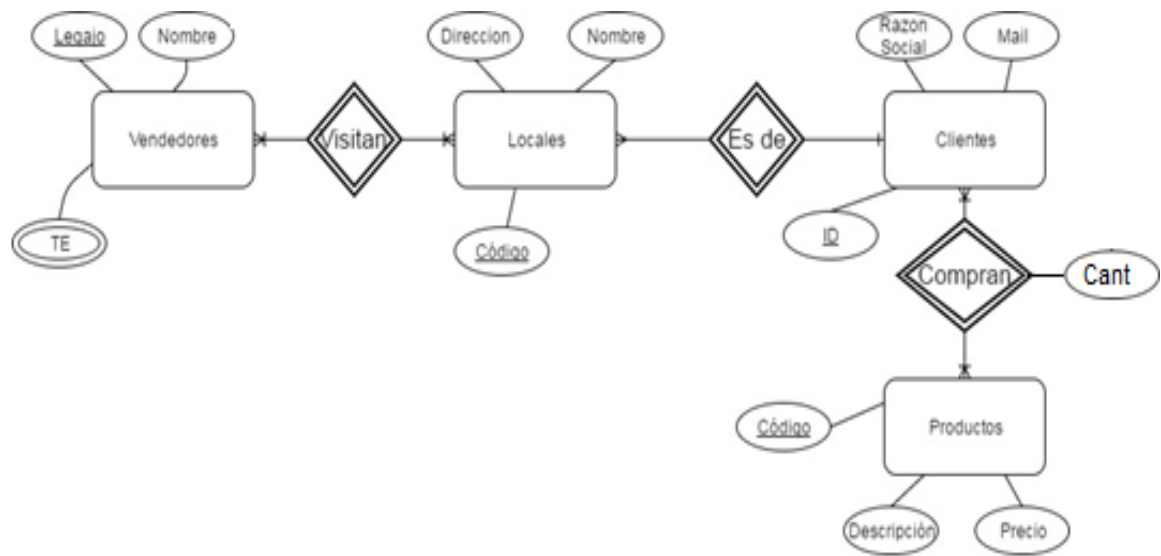 Legajo
Nombre
Direccion
Nombre
Razon
Social
Mail
Vendedores
Visitan
Locales
Es de
Clientes
TE
Código
ID
Compran
Cant
Código
Productos
Descripción
Precio